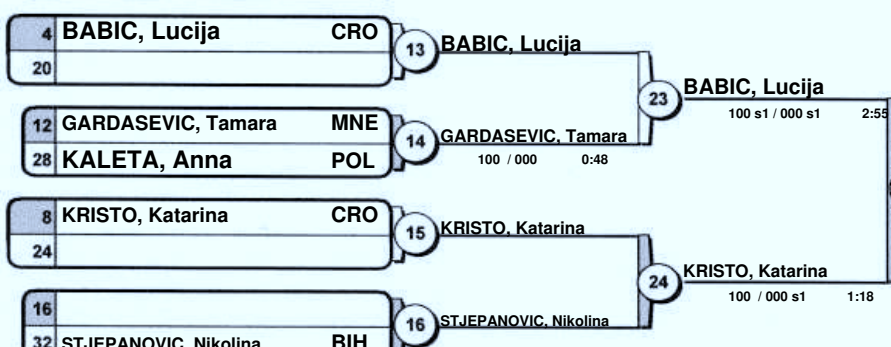 4 BABIC, Lucija CRO
20
13 BABIC, Lucija
12 GARDASEVIC, Tamara MNE
28 KALETA, Anna POL
14 GARDASEVIC, Tamara
100 / 000 0:48
23 BABIC, Lucija
100 s1 / 000 s1 2:55
8 KRISTO, Katarina CRO
24
15 KRISTO, Katarina
16
32 STJEPANOVIC, Nikolina BIH
16 STJEPANOVIC, Nikolina
24 KRISTO, Katarina
100 / 000 s1 1:18